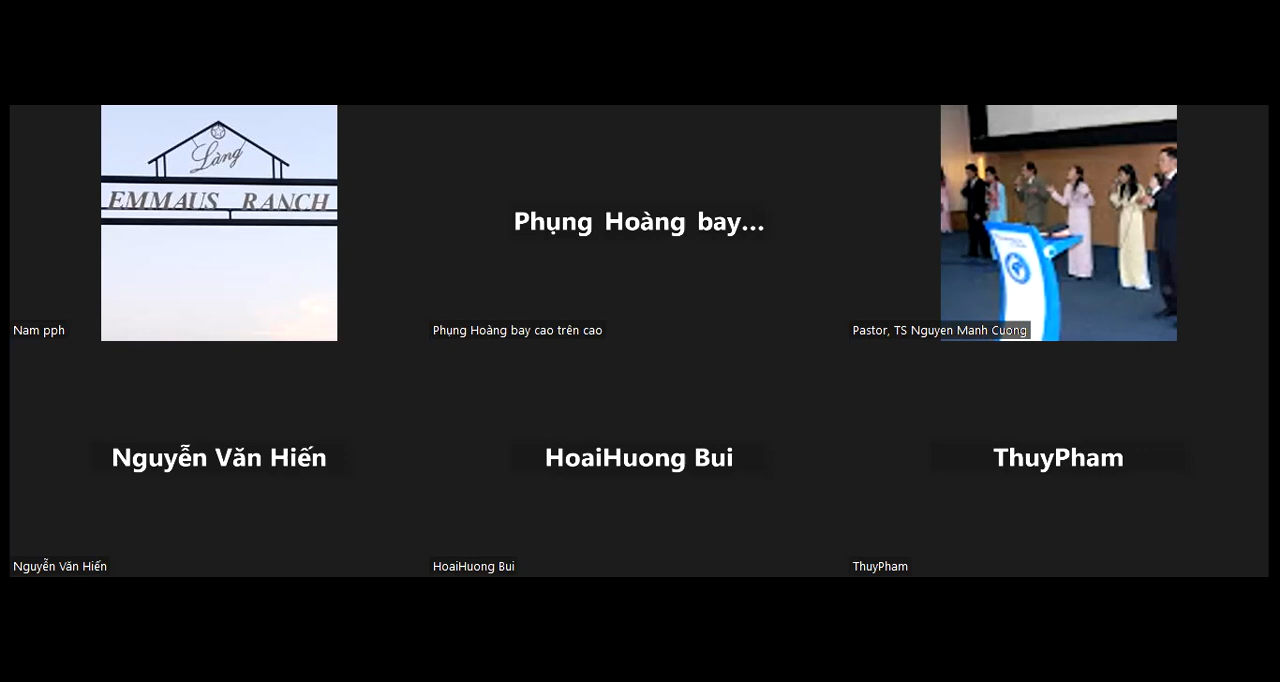 Làng
EMMAUS RANCH
Nam pph
Phụng Hoàng bay...
Phụng Hoàng bay cao trên cao
Pastor, TS Nguyen Manh Cuong
Nguyễn Văn Hiến
Nguyễn Văn Hiến
HoaiHuong Bui
HoaiHuong Bui
ThuyPham
ThuyPham